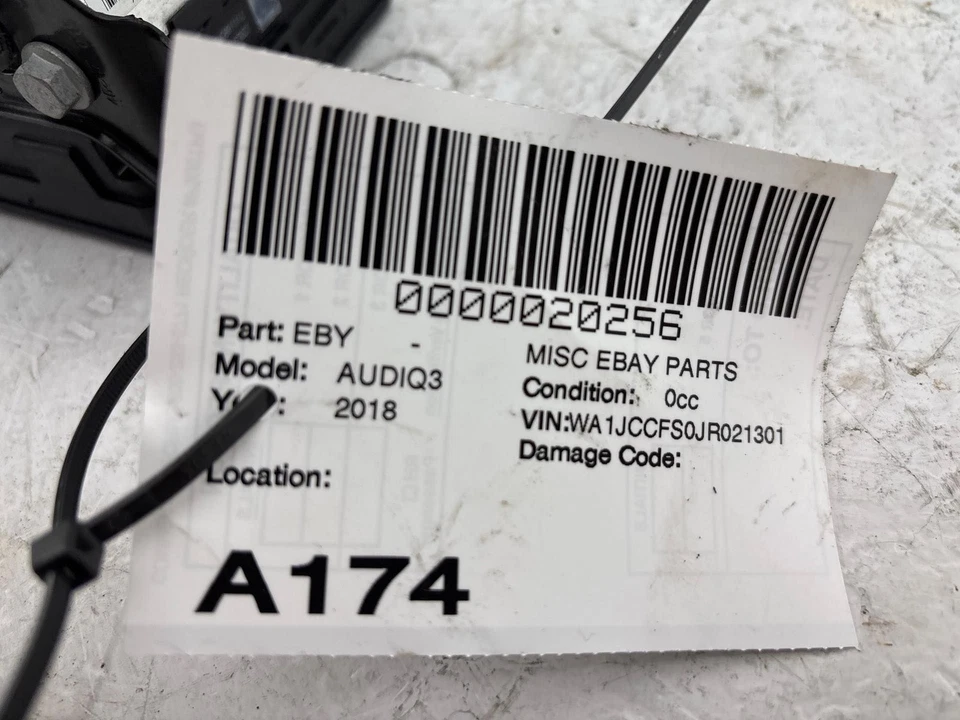 0000020256
Part: EBY -
MISC EBAY PARTS
Model: AUDIQ3
Condition: 0cc
2018
VIN:WA1JCCFS0JR021301
Damage Code:
Location:
A174